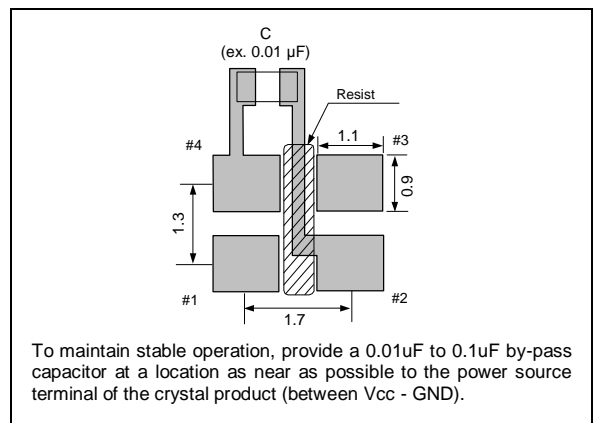 C
(ex. 0.01 µF)
Resist
#4
1.1
#3
0.9
1.3
#1
#2
1.7
To maintain stable operation, provide a 0.01uF to 0.1uF by-pass
capacitor at a location as near as possible to the power source
terminal of the crystal product (between Vcc - GND).